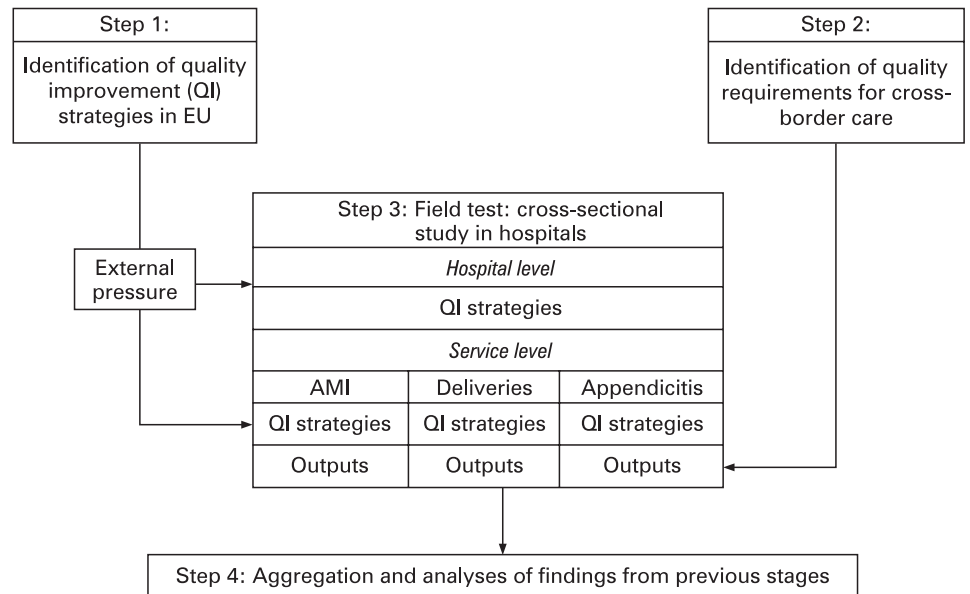 Step 1:
Identification of quality
improvement (QI)
strategies in EU
Step 2:
Identification of quality
requirements for cross-
border care
External
pressure
Step 3: Field test: cross-sectional
study in hospitals
Hospital level
QI strategies
Service level
AMI
Deliveries
Appendicitis
QI strategies
QI strategies
QI strategies
Outputs
Outputs
Outputs
Step 4: Aggregation and analyses of findings from previous stages